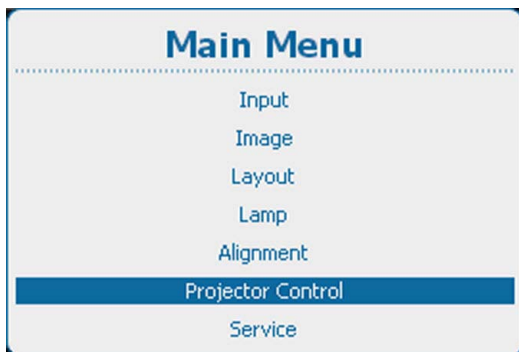 Main Menu
Input
Image
Layout
Lamp
Alignment
Projector Control
Service